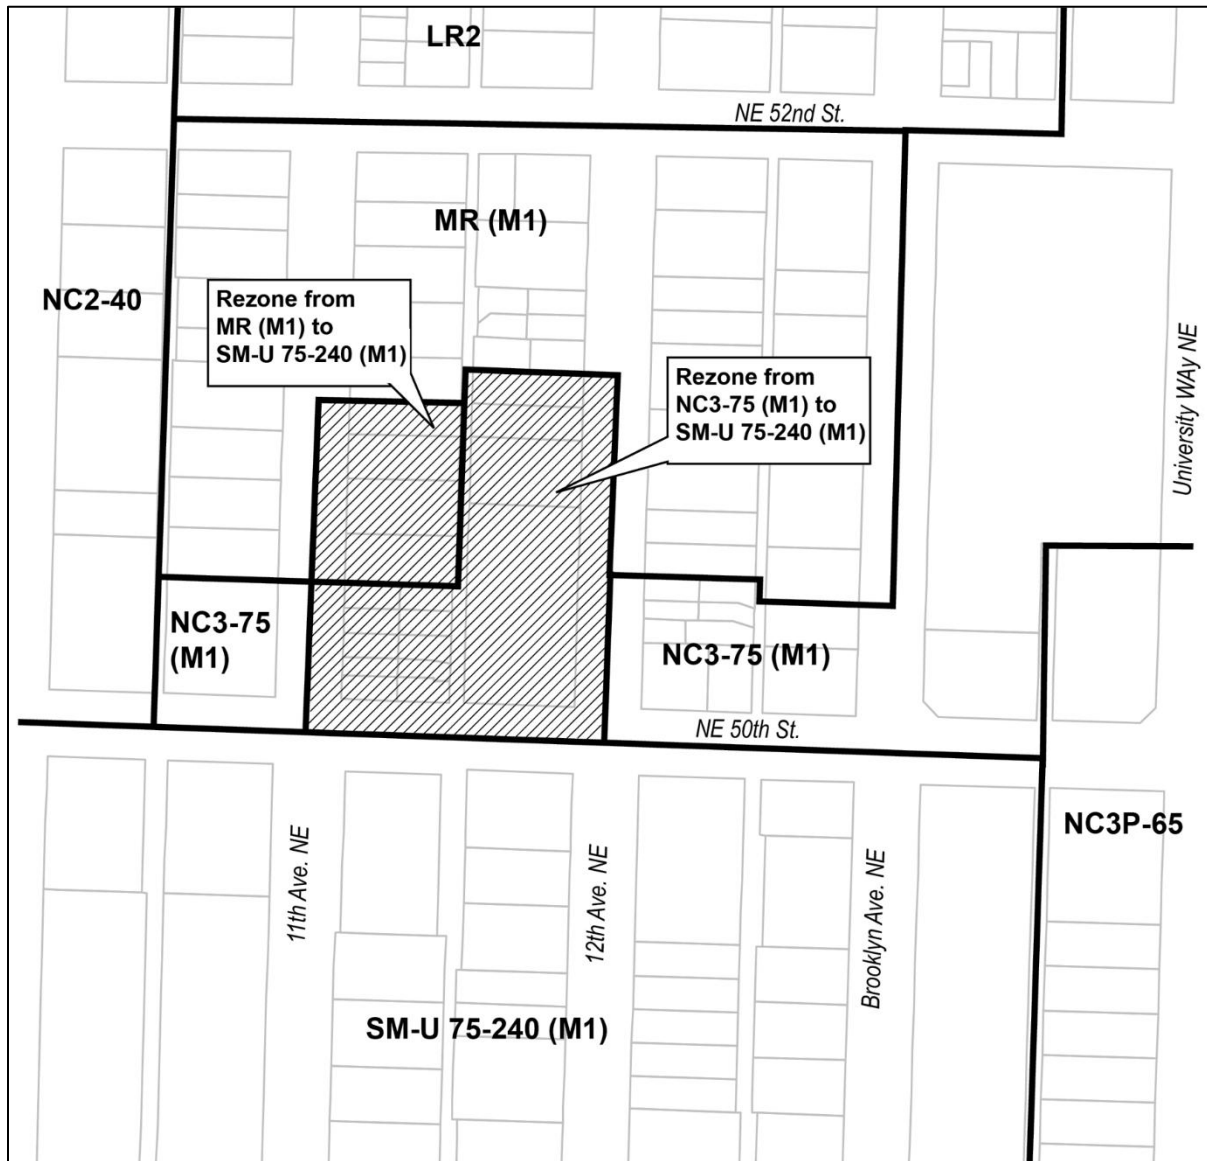 LR2
NE 52nd St.
MR (M1)
NC2-40
Rezone from
MR (M1) to
SM-U 75-240 (M1)
Rezone from
NC3-75 (M1) to
SM-U 75-240 (M1)
University WAy NE
NC3-75
(M1)
NC3-75 (M1)
NE 50th St.
NC3P-65
11th Ave. NE
12th Ave. NE
Brooklyn Ave. NE
SM-U 75-240 (M1)